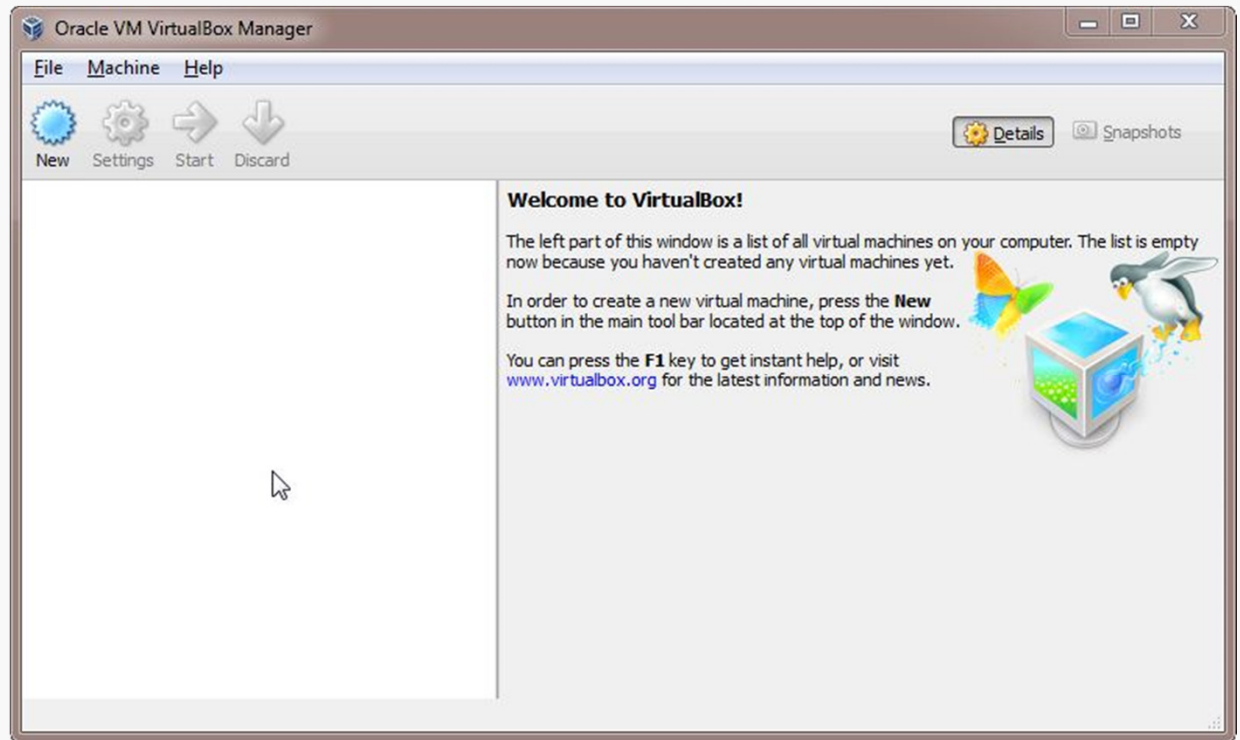 Oracle VM VirtualBox Manager
File Machine Help
New Settings Start Discard
Details Snapshots
Welcome to VirtualBox!
The left part of this window is a list of all virtual machines on your computer. The list is empty
now because you haven't created any virtual machines yet.
In order to create a new virtual machine, press the New
button in the main tool bar located at the top of the window.
You can press the F1 key to get instant help, or visit
www.virtualbox.org for the latest information and news.